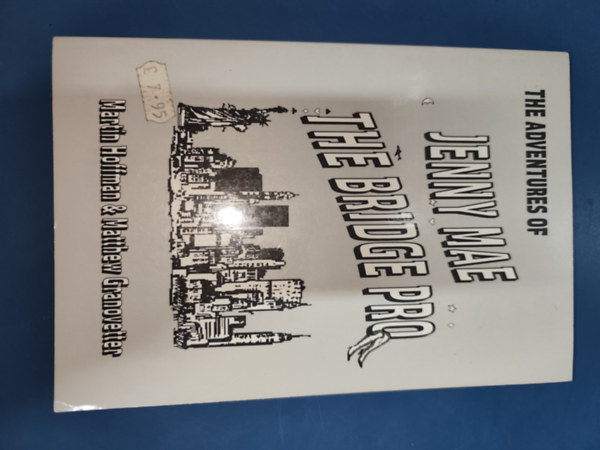 THE ADVENTURES OF
JENNY MAE
THE BRIDGE PRO
£7.95
Martin Hoffman & Matthew Granovetter